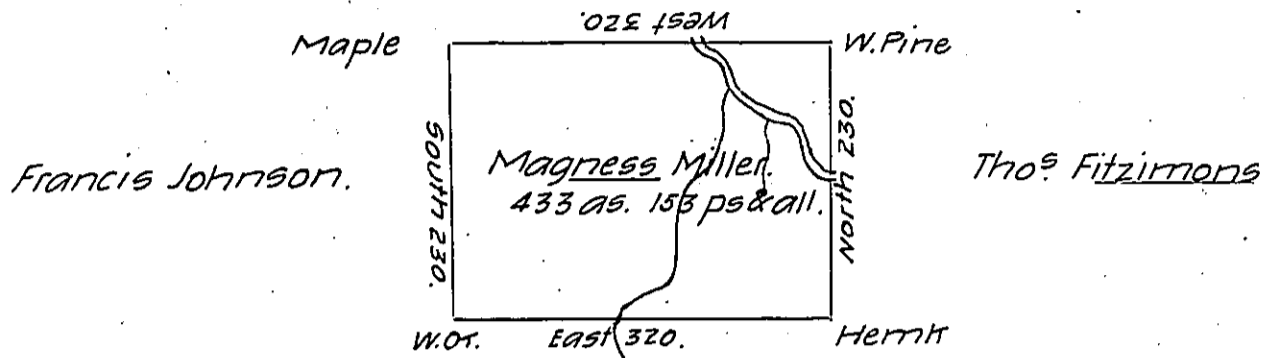 West 320.
Maple
W.Pine
South 230.
North 230.
Francis Johnson.
Magness Miller.
433 as. 153 ps & all.
Thos. Fitzimons
W.Or.
East 320.
Hemk